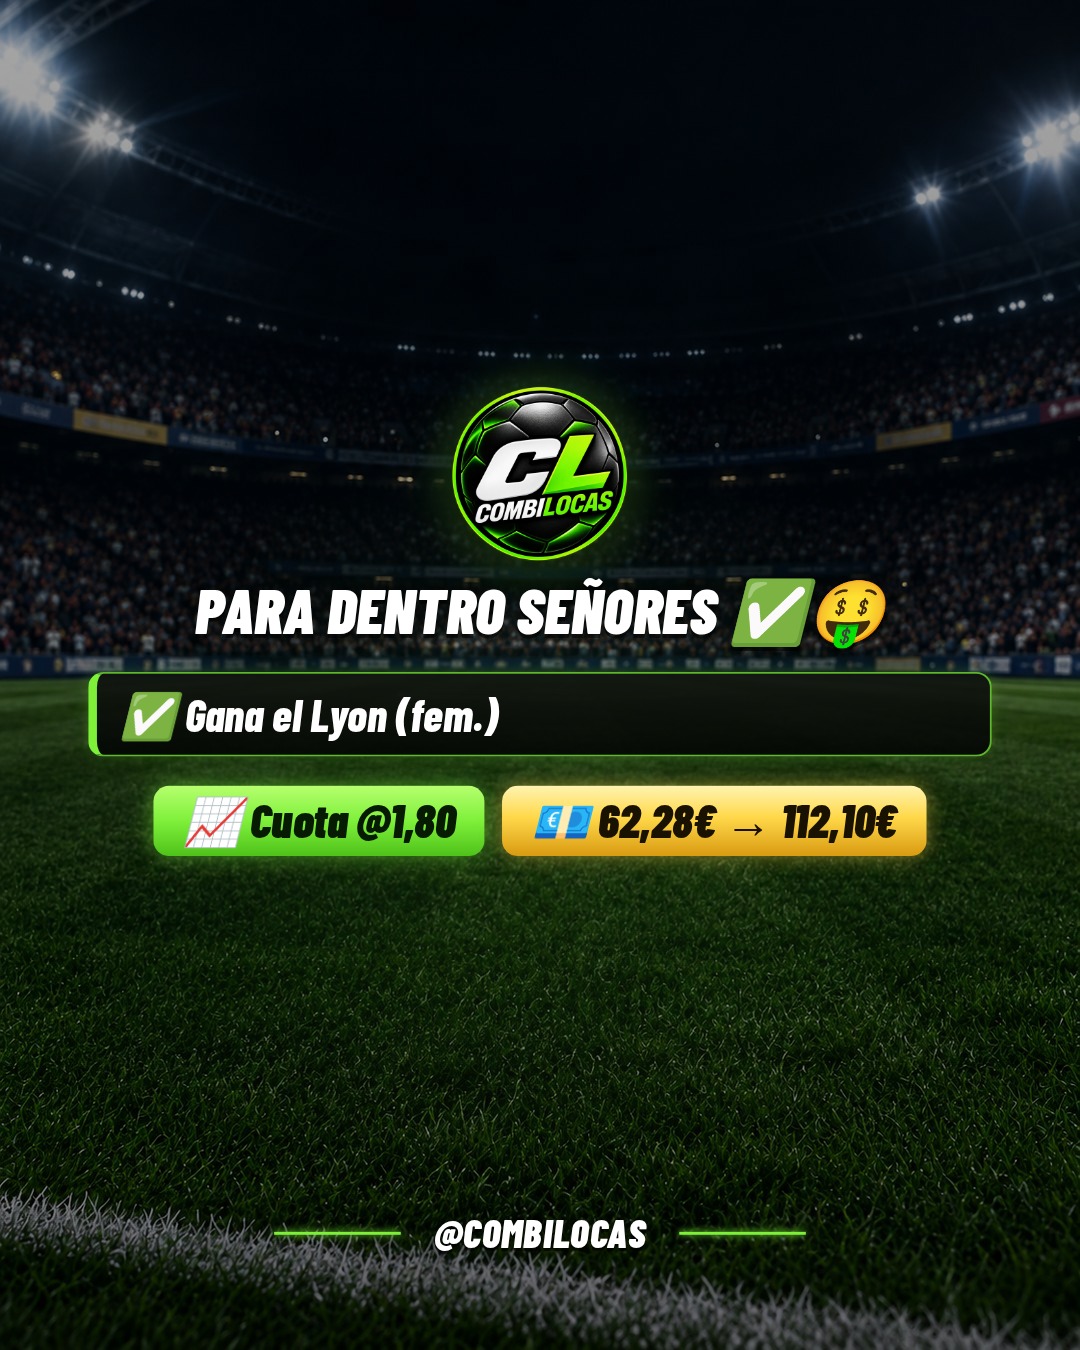 CL
COMBILOCAS
PARA DENTRO SEÑORES ✅🤑
✅ Gana el Lyon (fem.)
📈 Cuota @1,80
💶 62,28€ → 112,10€
@COMBILOCAS